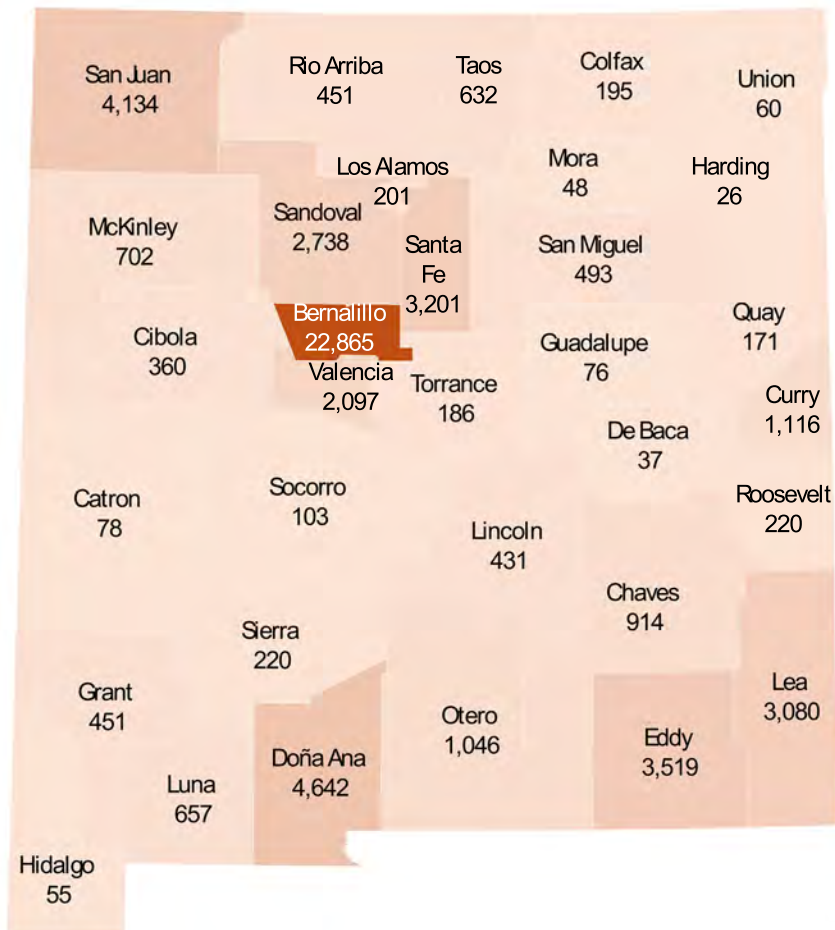 San Juan
4,134
Rio Arriba
451
Taos
632
Colfax
195
Union
60
Los Alamos
201
Mora
48
Harding
26
McKinley
702
Sandoval
2,738
Santa
Fe
3,201
San Miguel
493
Bernalillo
22,865
Quay
171
Cibola
360
Guadalupe
76
Valencia
2,097
Torrance
186
Curry
1,116
De Baca
37
Catron
78
Socorro
103
Roosevelt
220
Lincoln
431
Chaves
914
Sierra
220
Grant
451
Lea
3,080
Otero
1,046
Eddy
3,519
Doña Ana
4,642
Luna
657
Hidalgo
55